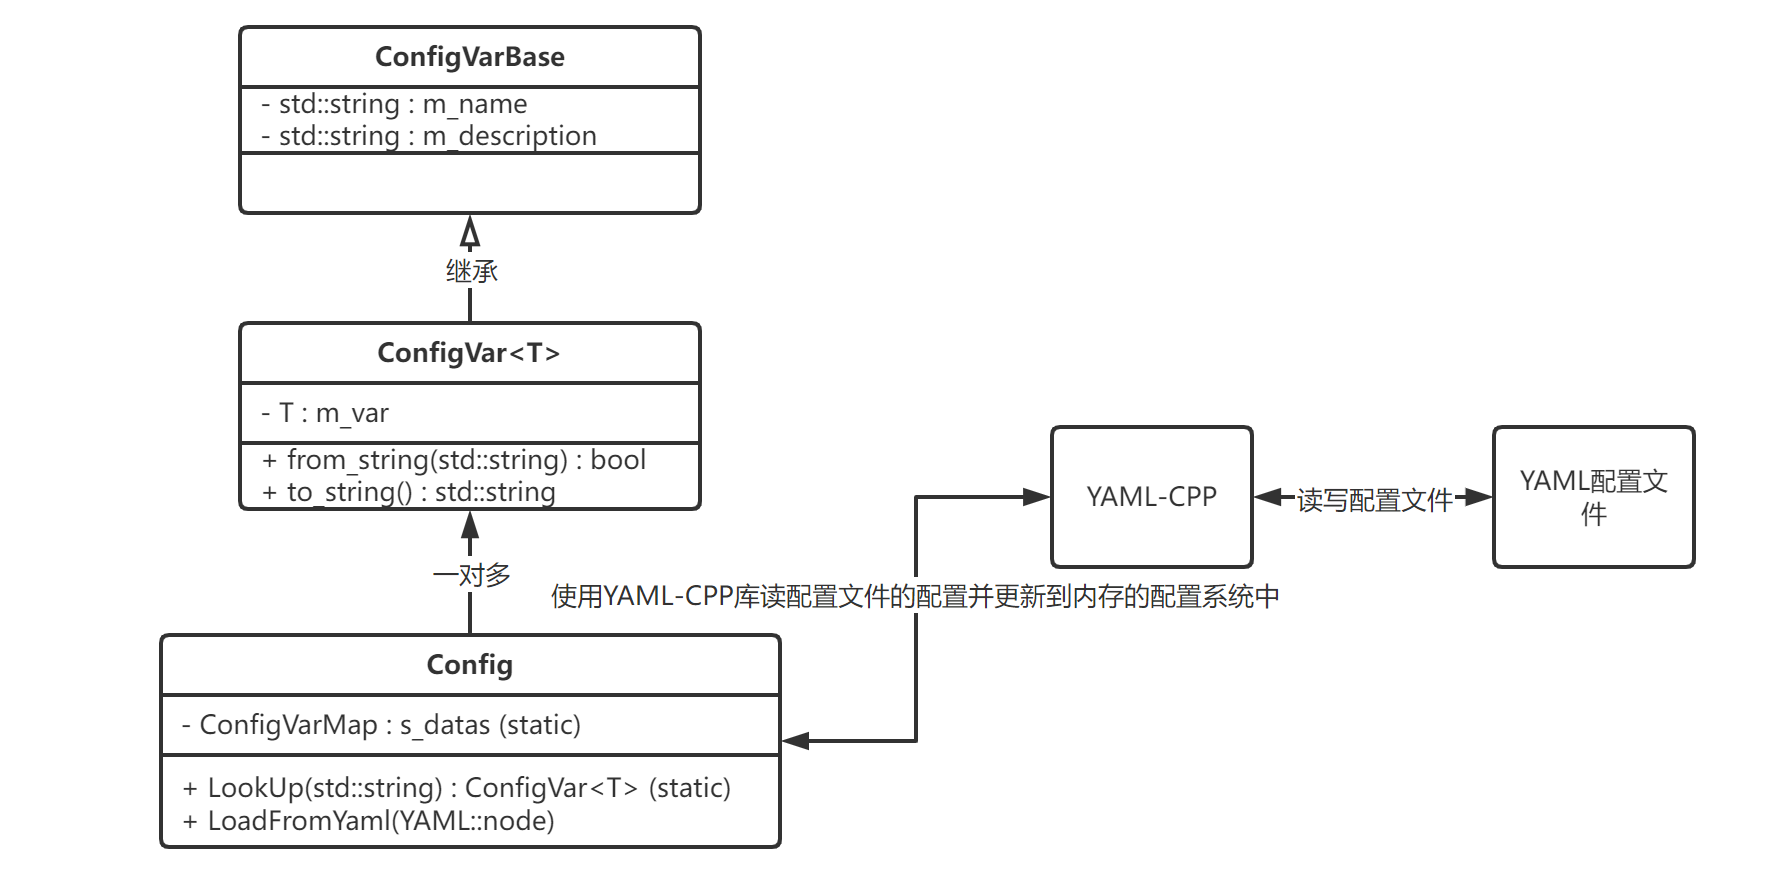 ConfigVarBase
- std::string : m_name
- std::string : m_description
继承
ConfigVar<T>
- T : m_var
+ from_string(std::string) : bool
+ to_string() : std::string
一对多
Config
- ConfigVarMap : s_datas (static)
+ LookUp(std::string) : ConfigVar<T> (static)
+ LoadFromYaml(YAML::node)
使用YAML-CPP库读配置文件的配置并更新到内存的配置系统中
YAML-CPP
读写配置文件
YAML配置文
件